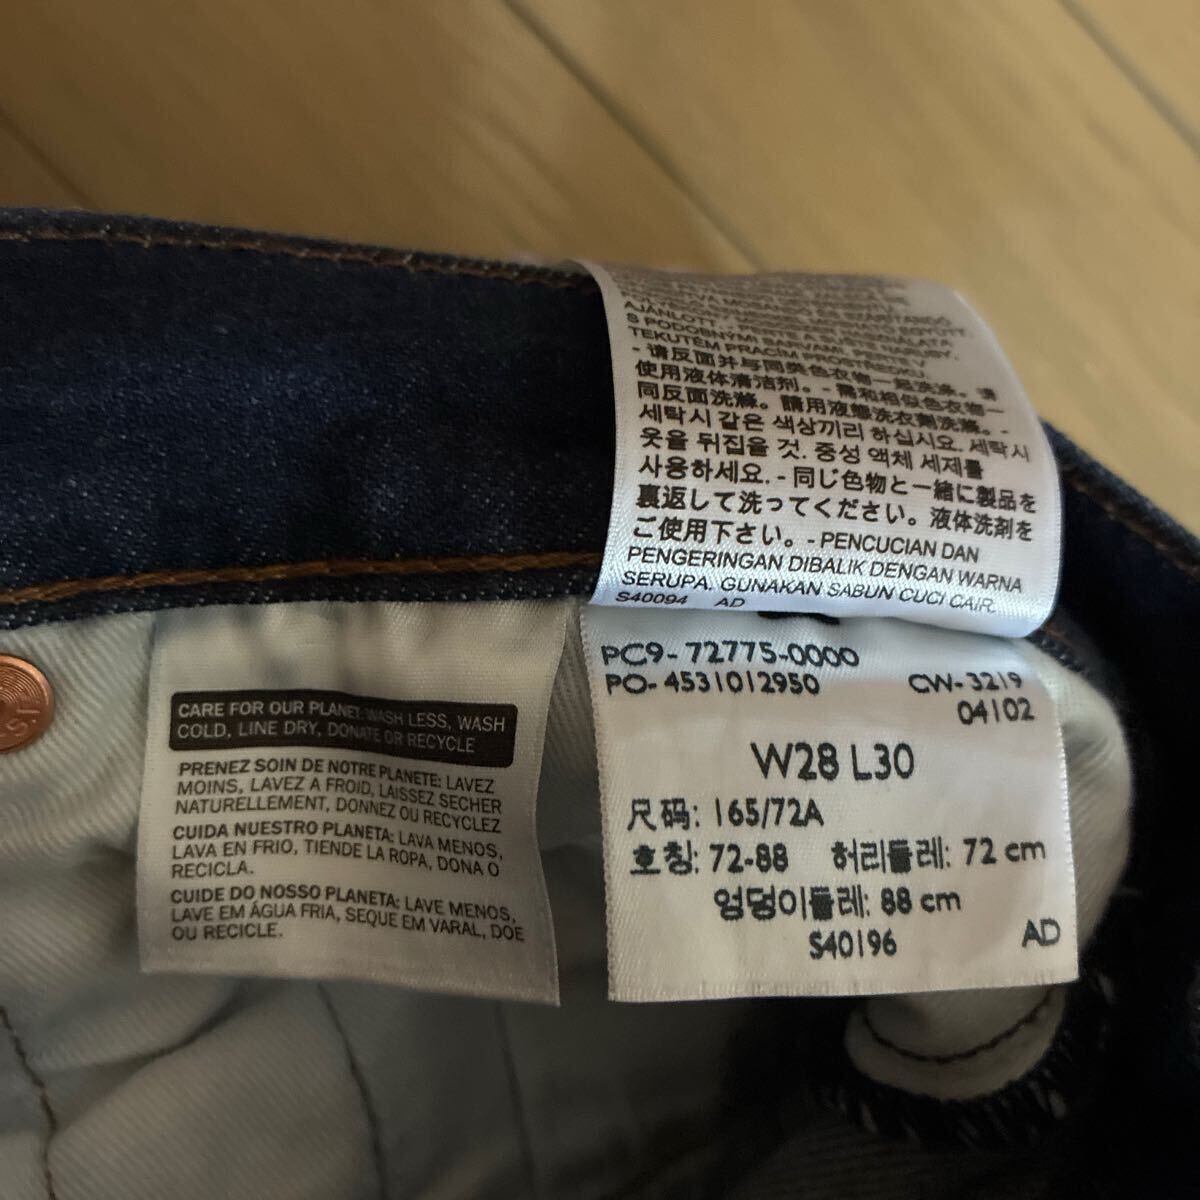 AJÁNLOTT
S PODOBNÝMI BARVAMI, PERTE V
TEKUTÉM PRACÍM PROSTŘEDKU.
- 请反面并与同类色衣物一起洗涤。请
使用液体清洁剂。- 需和相似色衣物一
同反面洗滌。請用液態洗衣劑洗滌。-
세탁시 같은 색상끼리 하십시요. 세탁시
옷을 뒤집을 것. 중성 액체 세제를
사용하세요. - 同じ色物と一緒に製品を
裏返して洗ってください。液体洗剤を
ご使用下さい。- PENCUCIAN DAN
PENGERINGAN DIBALIK DENGAN WARNA
SERUPA. GUNAKAN SABUN CUCI CAIR.
S40094 AD
PC9-72775-0000
PO-4531012950 CW-3219
04102
W28 L30
尺码: 165/72A
호칭: 72-88 허리둘레: 72 cm
엉덩이둘레: 88 cm
S40196 AD
CARE FOR OUR PLANET: WASH LESS, WASH
COLD, LINE DRY, DONATE OR RECYCLE
PRENEZ SOIN DE NOTRE PLANETE: LAVEZ
MOINS, LAVEZ A FROID, LAISSEZ SECHER
NATURELLEMENT, DONNEZ OU RECYCLEZ
CUIDA NUESTRO PLANETA: LAVA MENOS,
LAVA EN FRIO, TIENDE LA ROPA, DONA O
RECICLA.
CUIDE DO NOSSO PLANETA: LAVE MENOS,
LAVE EM ÁGUA FRIA, SEQUE EM VARAL, DOE
OU RECICLE.